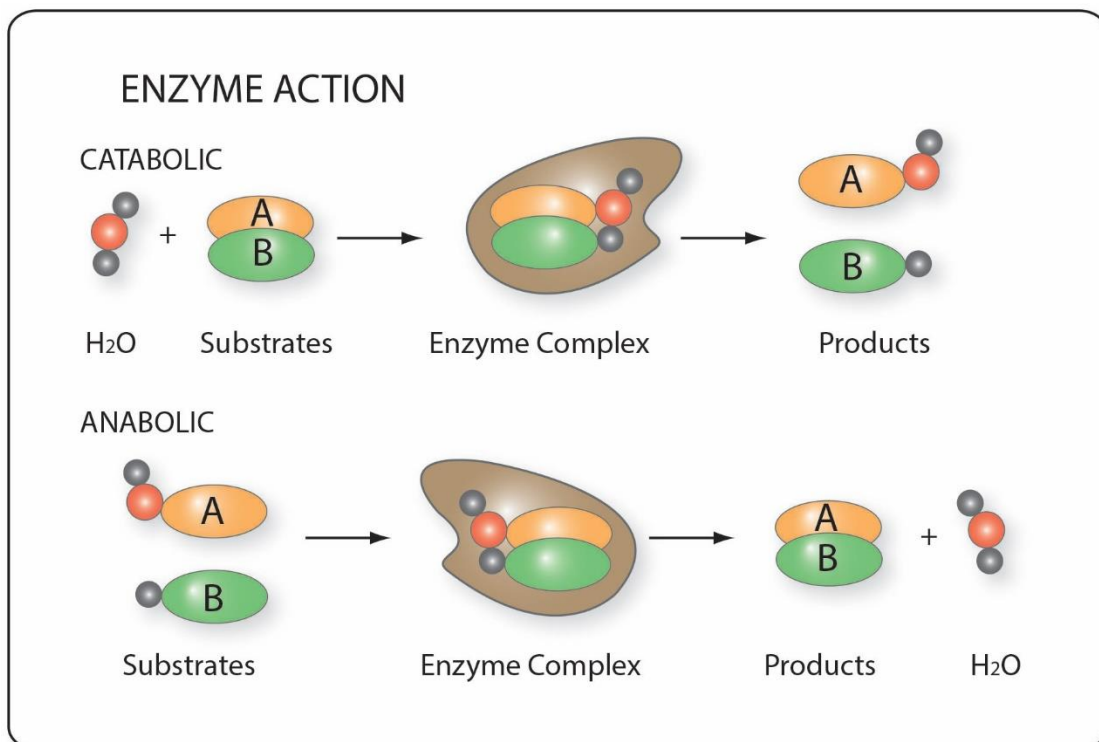 ENZYME ACTION
CATABOLIC
+
A
B
A
B
H2O
Substrates
Enzyme Complex
Products
ANABOLIC
A
B
A
B
+
Substrates
Enzyme Complex
Products
H2O